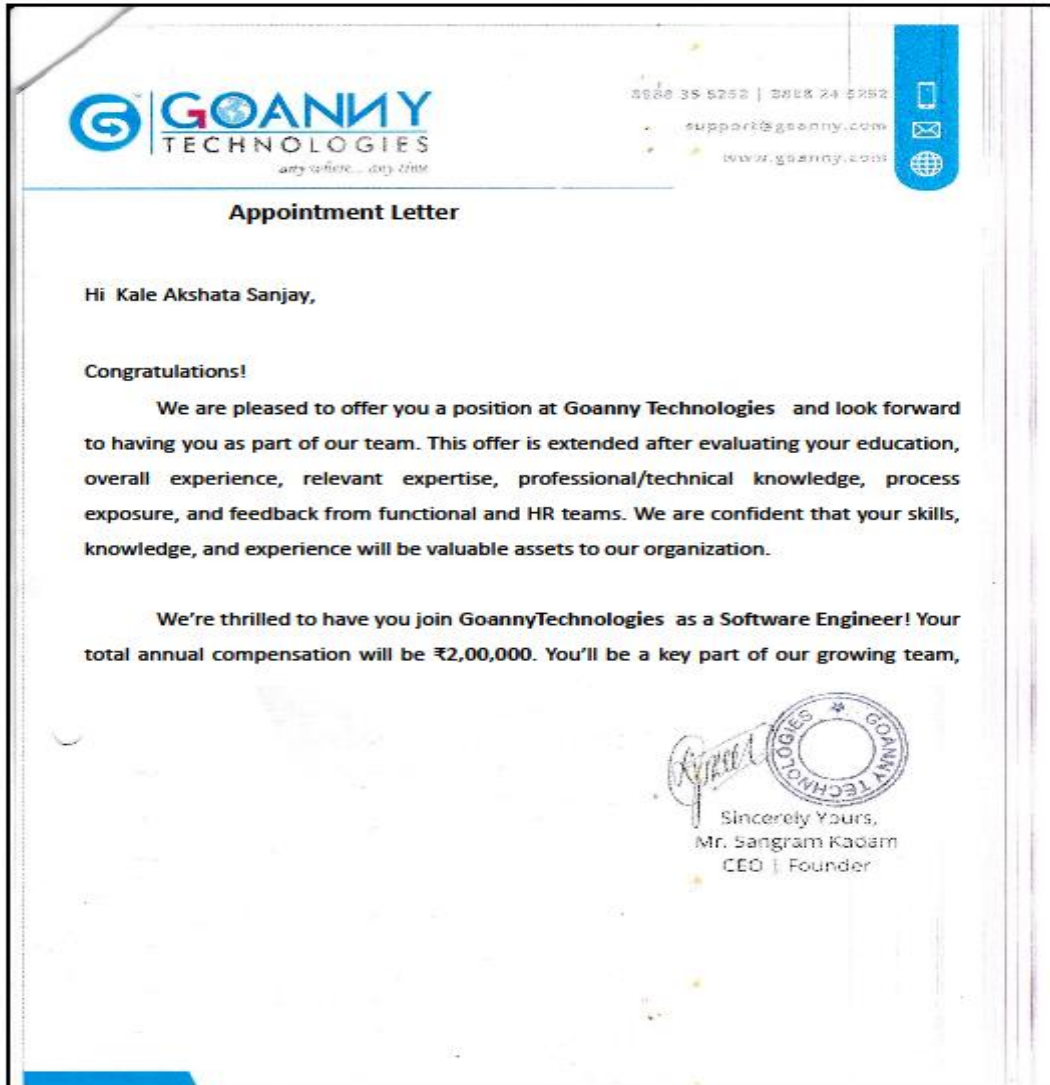 GOANNY
TECHNOLOGIES
any where... any time
support@goanny.com
www.goanny.com
Appointment Letter
Hi Kale Akshata Sanjay,
Congratulations!
We are pleased to offer you a position at Goanny Technologies and look forward
to having you as part of our team. This offer is extended after evaluating your education,
overall experience, relevant expertise, professional/technical knowledge, process
exposure, and feedback from functional and HR teams. We are confident that your skills,
knowledge, and experience will be valuable assets to our organization.
We're thrilled to have you join GoannyTechnologies as a Software Engineer! Your
total annual compensation will be ₹2,00,000. You'll be a key part of our growing team,
GOANNY TECHNOLOGIES
Sincerely Yours,
Mr. Sangram Kadam
CEO | Founder